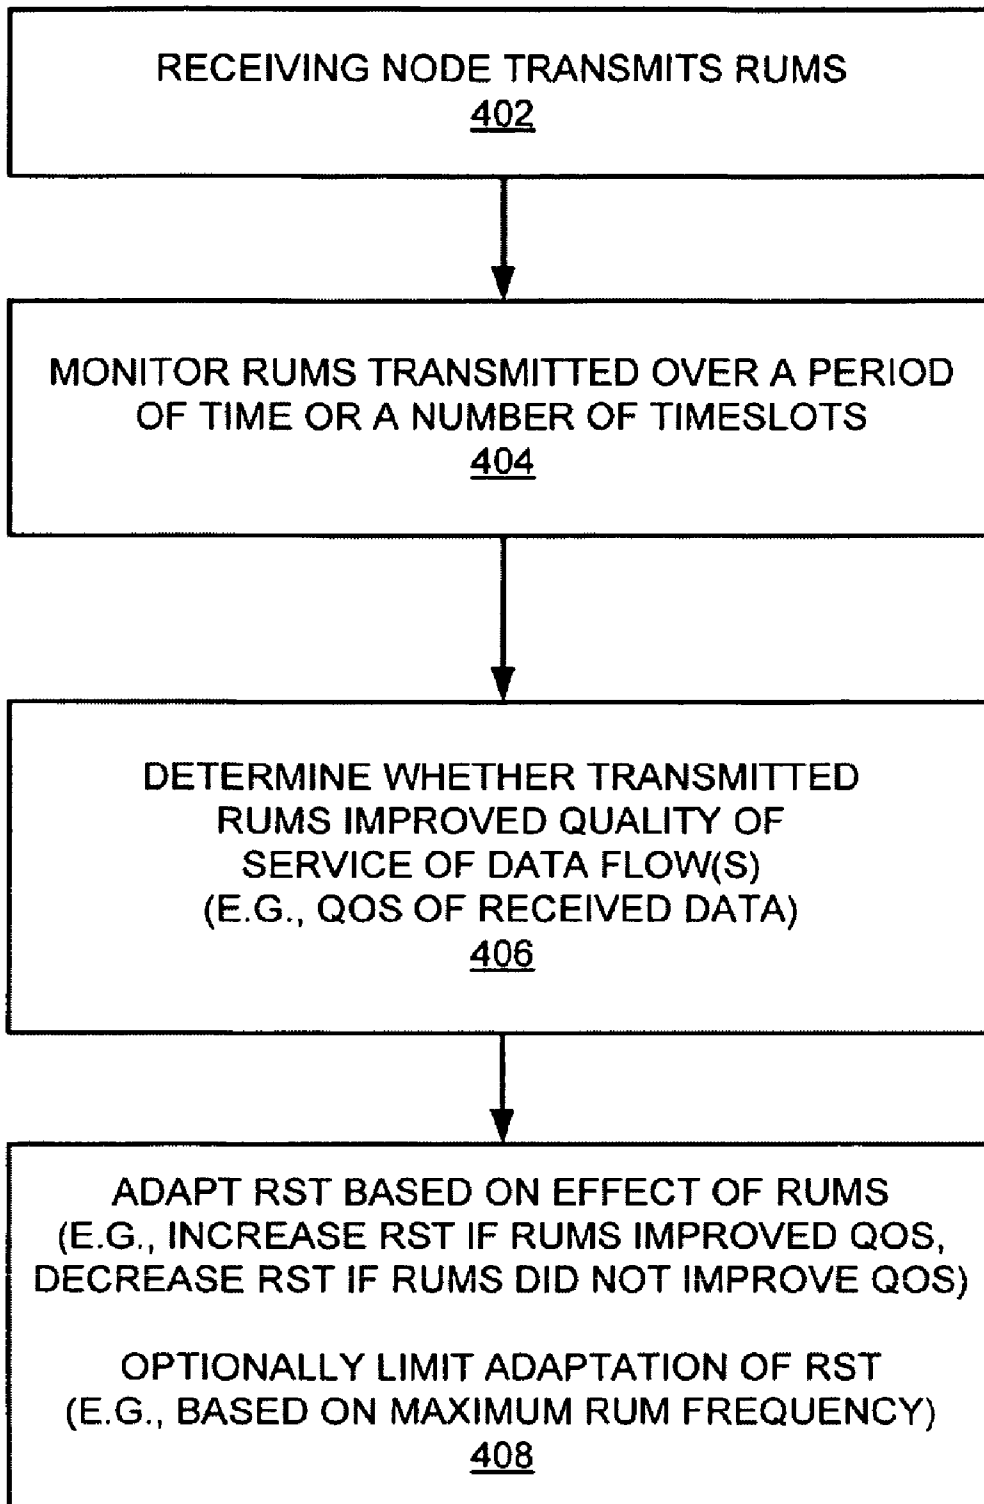 RECEIVING NODE TRANSMITS RUMS
402
MONITOR RUMS TRANSMITTED OVER A PERIOD
OF TIME OR A NUMBER OF TIMESLOTS
404
DETERMINE WHETHER TRANSMITTED
RUMS IMPROVED QUALITY OF
SERVICE OF DATA FLOW(S)
(E.G., QOS OF RECEIVED DATA)
406
ADAPT RST BASED ON EFFECT OF RUMS
(E.G., INCREASE RST IF RUMS IMPROVED QOS,
DECREASE RST IF RUMS DID NOT IMPROVE QOS)
OPTIONALLY LIMIT ADAPTATION OF RST
(E.G., BASED ON MAXIMUM RUM FREQUENCY)
408